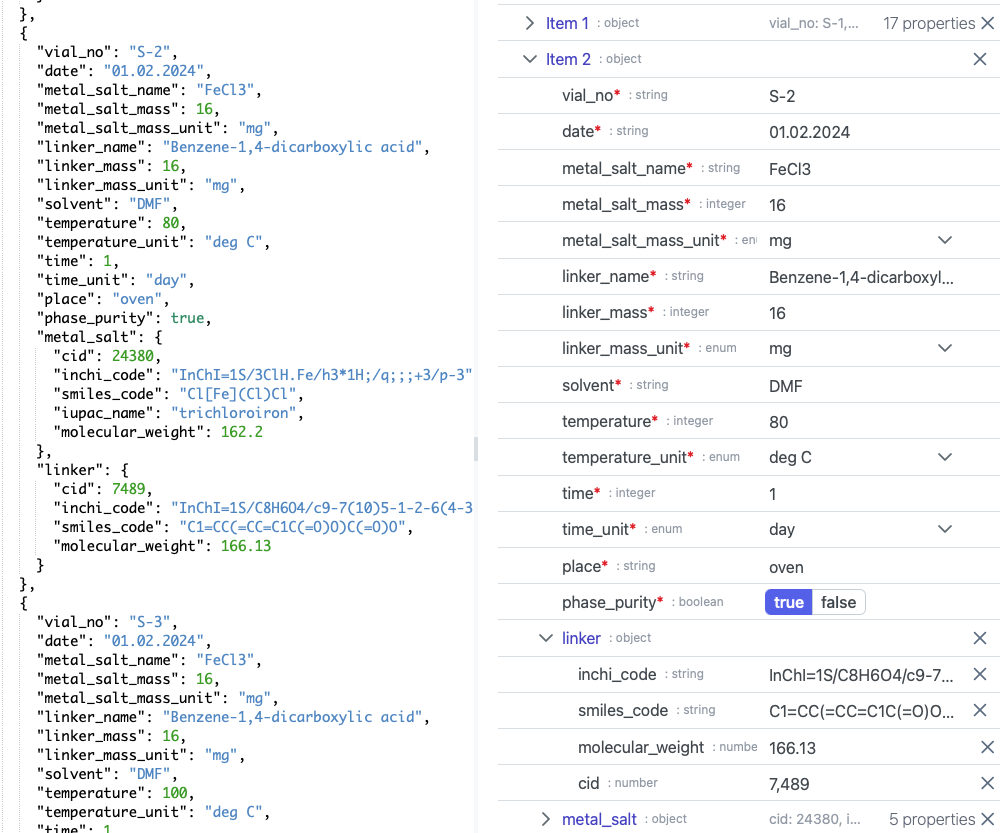 },
{
"vial_no": "S-2",
"date": "01.02.2024",
"metal_salt_name": "FeCl3",
"metal_salt_mass": 16,
"metal_salt_mass_unit": "mg",
"linker_name": "Benzene-1,4-dicarboxylic acid",
"linker_mass": 16,
"linker_mass_unit": "mg",
"solvent": "DMF",
"temperature": 80,
"temperature_unit": "deg C",
"time": 1,
"time_unit": "day",
"place": "oven",
"phase_purity": true,
"metal_salt": {
"cid": 24380,
"inchi_code": "InChI=1S/3ClH.Fe/h3*1H;/q;;;+3/p-3"
"smiles_code": "Cl[Fe](Cl)Cl",
"iupac_name": "trichloroiron",
"molecular_weight": 162.2
},
"linker": {
"cid": 7489,
"inchi_code": "InChI=1S/C8H6O4/c9-7(10)5-1-2-6(4-3
"smiles_code": "C1=CC(=CC=C1C(=O)O)C(=O)O",
"molecular_weight": 166.13
}
},
{
"vial_no": "S-3",
"date": "01.02.2024",
"metal_salt_name": "FeCl3",
"metal_salt_mass": 16,
"metal_salt_mass_unit": "mg",
"linker_name": "Benzene-1,4-dicarboxylic acid",
"linker_mass": 16,
"linker_mass_unit": "mg",
"solvent": "DMF",
"temperature": 100,
"temperature_unit": "deg C",
"time": 1
Item 1 : object vial_no: S-1,... 17 properties
Item 2 : object
vial_no* : string S-2
date* : string 01.02.2024
metal_salt_name* : string FeCl3
metal_salt_mass* : integer 16
metal_salt_mass_unit* : en mg
linker_name* : string Benzene-1,4-dicarboxyl...
linker_mass* : integer 16
linker_mass_unit* : enum mg
solvent* : string DMF
temperature* : integer 80
temperature_unit* : enum deg C
time* : integer 1
time_unit* : enum day
place* : string oven
phase_purity* : boolean true false
linker : object
inchi_code : string InChI=1S/C8H6O4/c9-7...
smiles_code : string C1=CC(=CC=C1C(=O)O...
molecular_weight : numbe 166.13
cid : number 7,489
metal_salt : object cid: 24380, i... 5 properties